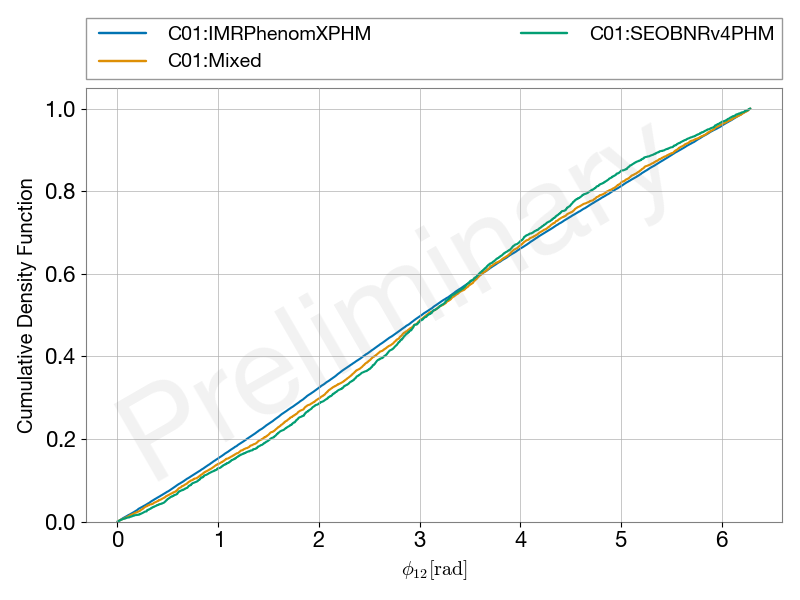 C01:IMRPhenomXPHM
C01:Mixed
C01:SEOBNRv4PHM
Preliminary
Cumulative Density Function
1.0
0.8
0.6
0.4
0.2
0.0
0 1 2 3 4 5 6
ϕ₁₂[rad]